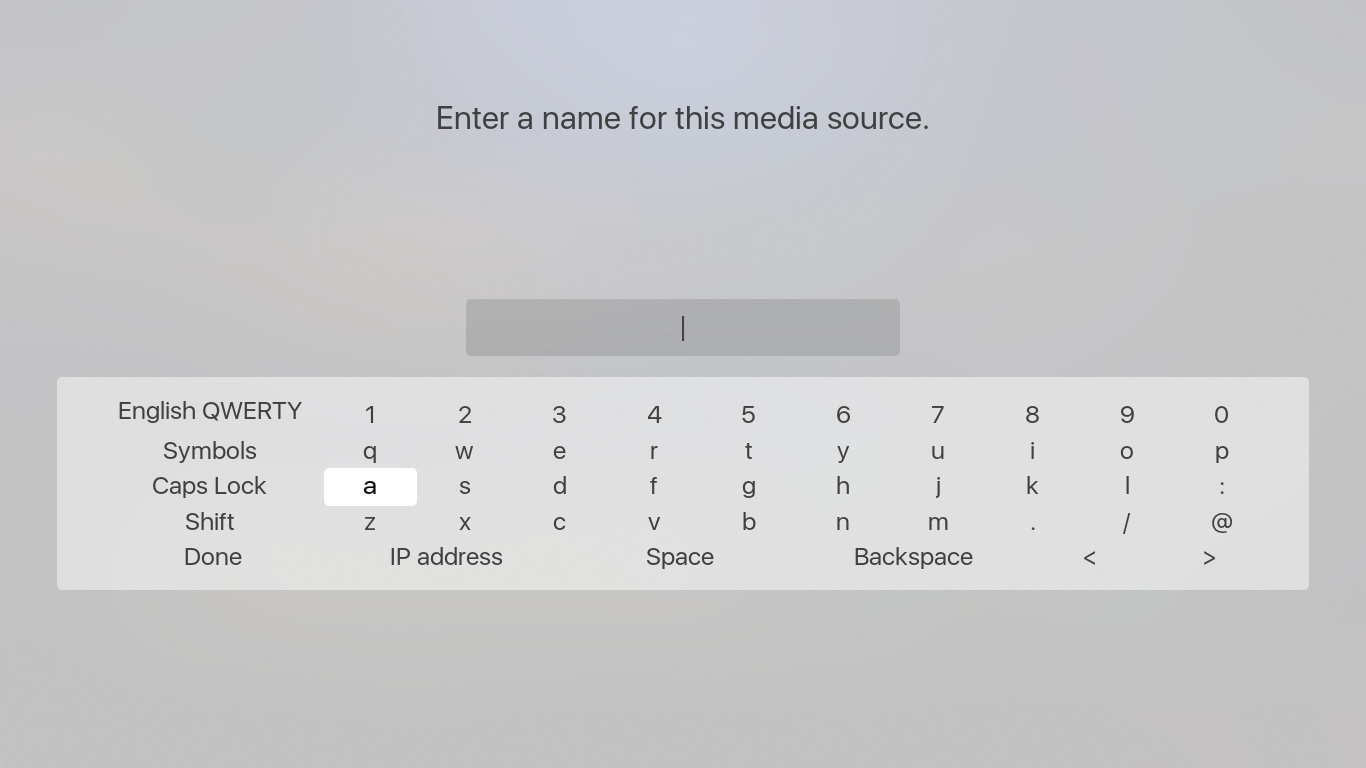 Enter a name for this media source.
English QWERTY 1 2 3 4 5 6 7 8 9 0
Symbols q w e r t y u i o p
Caps Lock a s d f g h j k l :
Shift z x c v b n m . / @
Done IP address Space Backspace < >